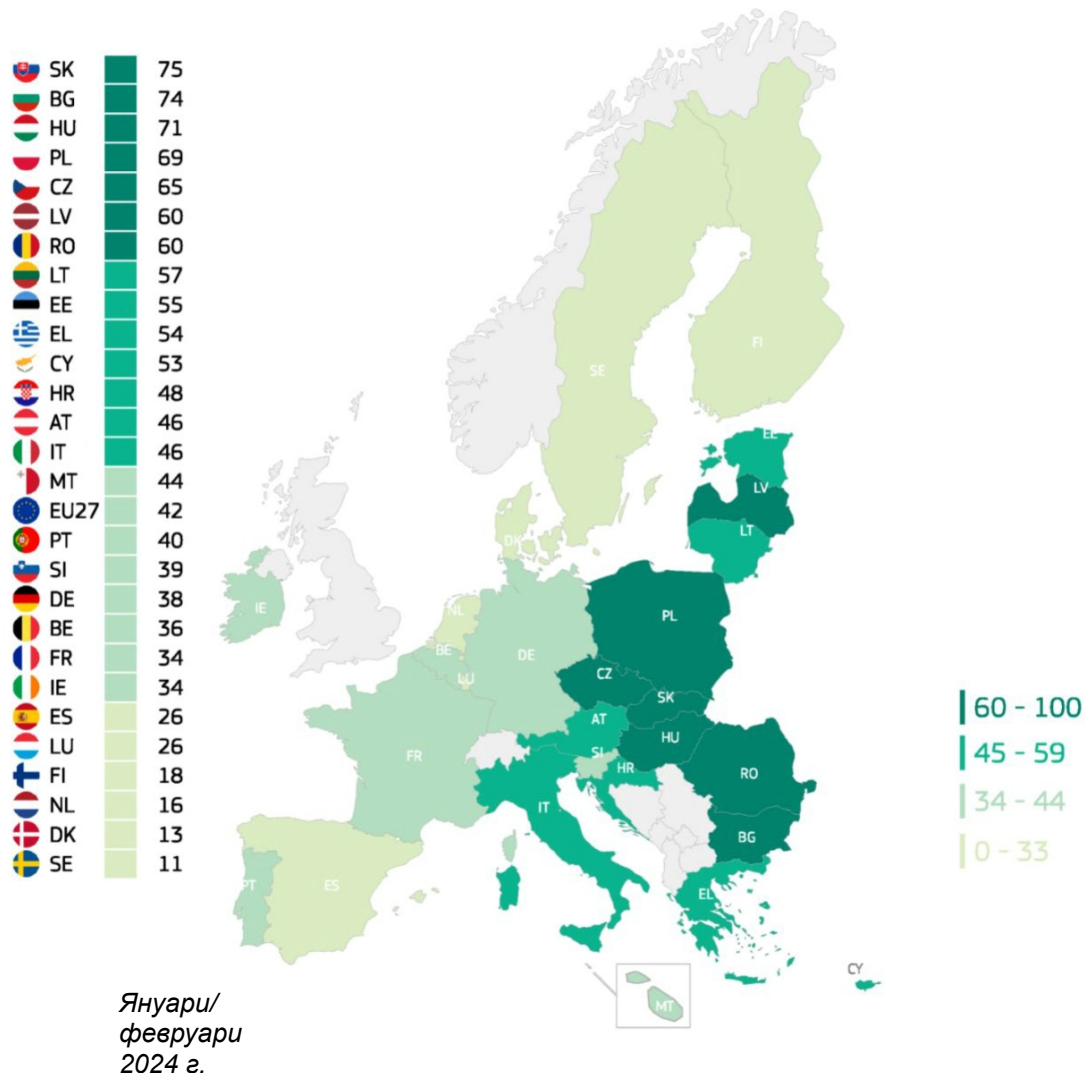 SK 75
BG 74
HU 71
PL 69
CZ 65
LV 60
RO 60
LT 57
EE 55
EL 54
CY 53
HR 48
AT 46
IT 46
MT 44
EU27 42
PT 40
SI 39
DE 38
BE 36
FR 34
IE 34
ES 26
LU 26
FI 18
NL 16
DK 13
SE 11
FI
SE
EE
LV
LT
DK
IE
NL
PL
BE
DE
LU
CZ
SK
AT
HU
SI
HR
FR
RO
IT
BG
PT
ES
EL
CY
MT
60 - 100
45 - 59
34 - 44
0 - 33
Януари/
февруари
2024 г.